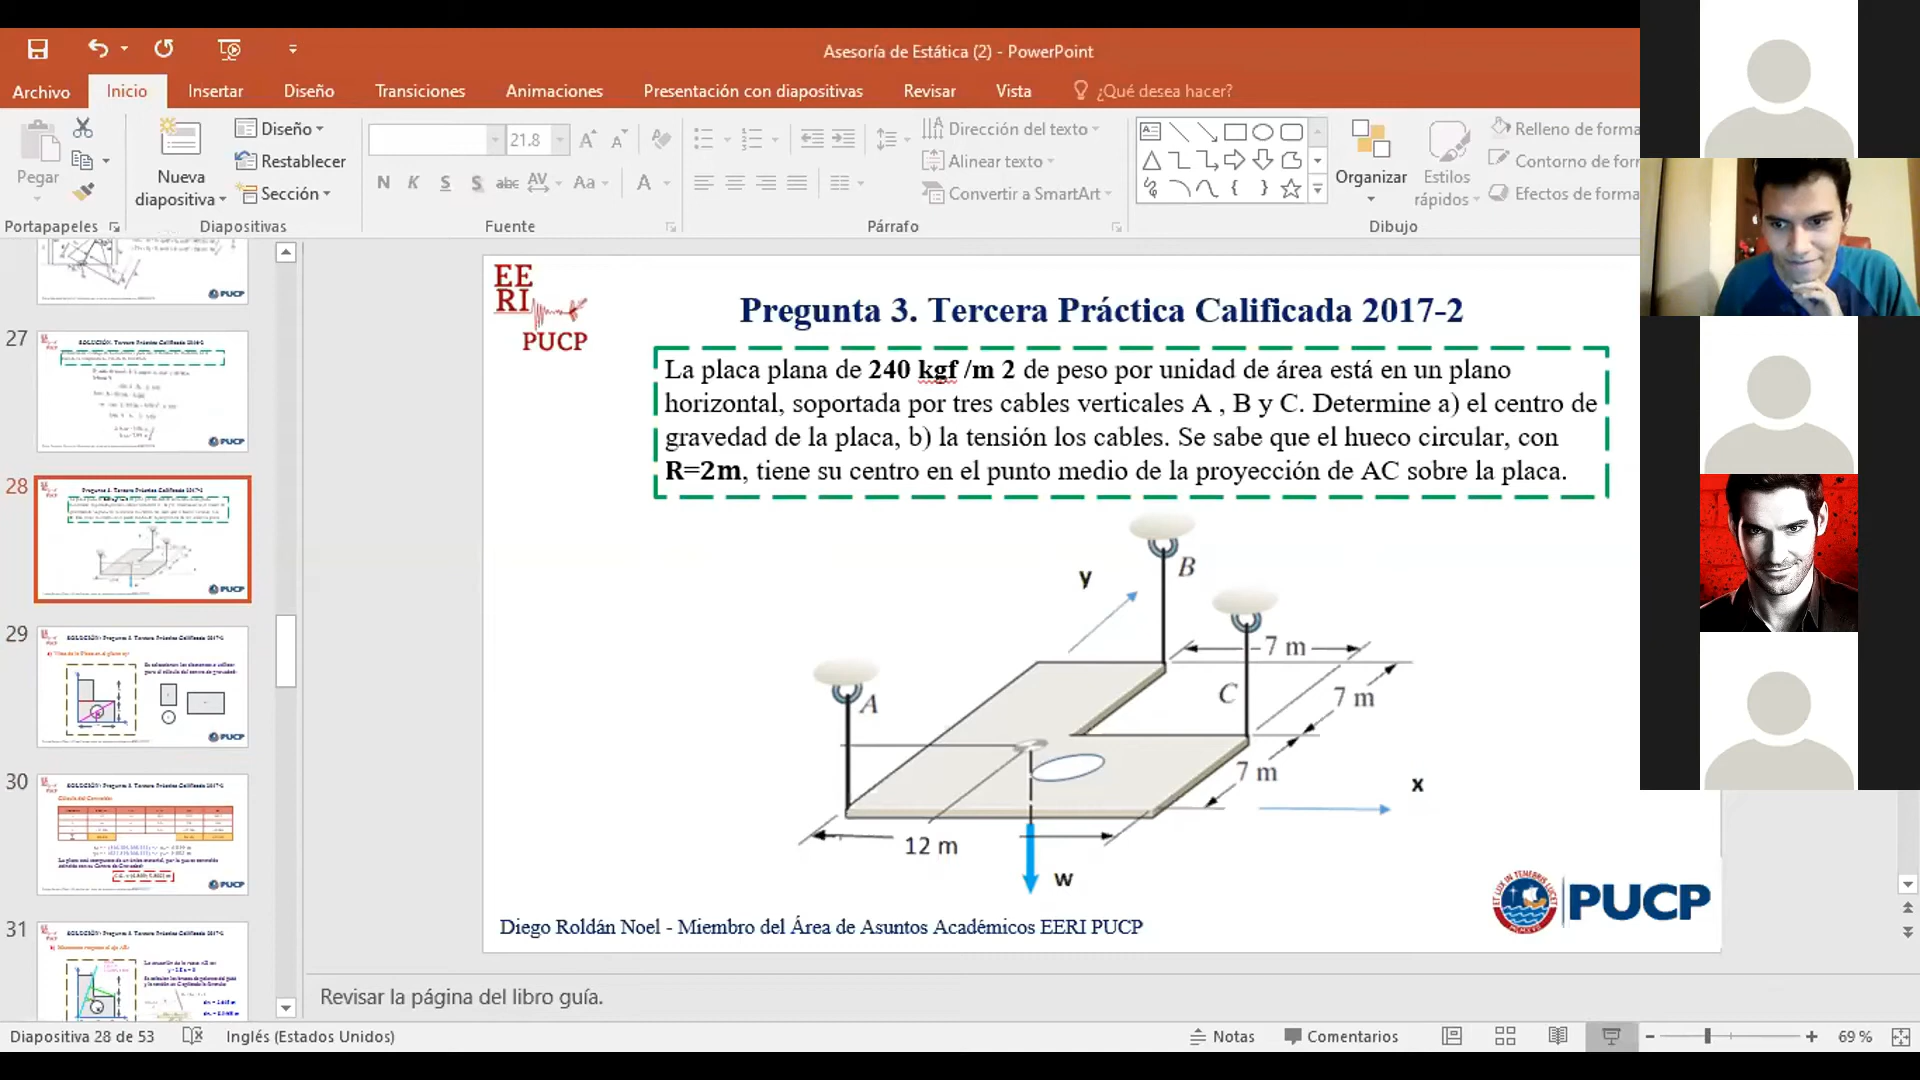 Asesoría de Estática (2) - PowerPoint
Archivo
Inicio
Insertar
Diseño
Transiciones
Animaciones
Presentación con diapositivas
Revisar
Vista
¿Qué desea hacer?
Pegar
Nueva
diapositiva
Diseño
Restablecer
Sección
21.8
N K S S abc AV Aa A
Dirección del texto
Alinear texto
Convertir a SmartArt
Organizar
Estilos
rápidos
Relleno de forma
Contorno de for
Efectos de forma
Portapapeles
Diapositivas
Fuente
Párrafo
Dibujo
27
28
29
30
31
PUCP
EE
RI
PUCP
Pregunta 3. Tercera Práctica Calificada 2017-2
La placa plana de 240 kgf /m 2 de peso por unidad de área está en un plano
horizontal, soportada por tres cables verticales A , B y C. Determine a) el centro de
gravedad de la placa, b) la tensión los cables. Se sabe que el hueco circular, con
R=2m, tiene su centro en el punto medio de la proyección de AC sobre la placa.
y
B
7 m
A
C
7 m
7 m
x
12 m
w
PUCP
Diego Roldán Noel - Miembro del Área de Asuntos Académicos EERI PUCP
Revisar la página del libro guía.
Diapositiva 28 de 53
Inglés (Estados Unidos)
Notas
Comentarios
69 %